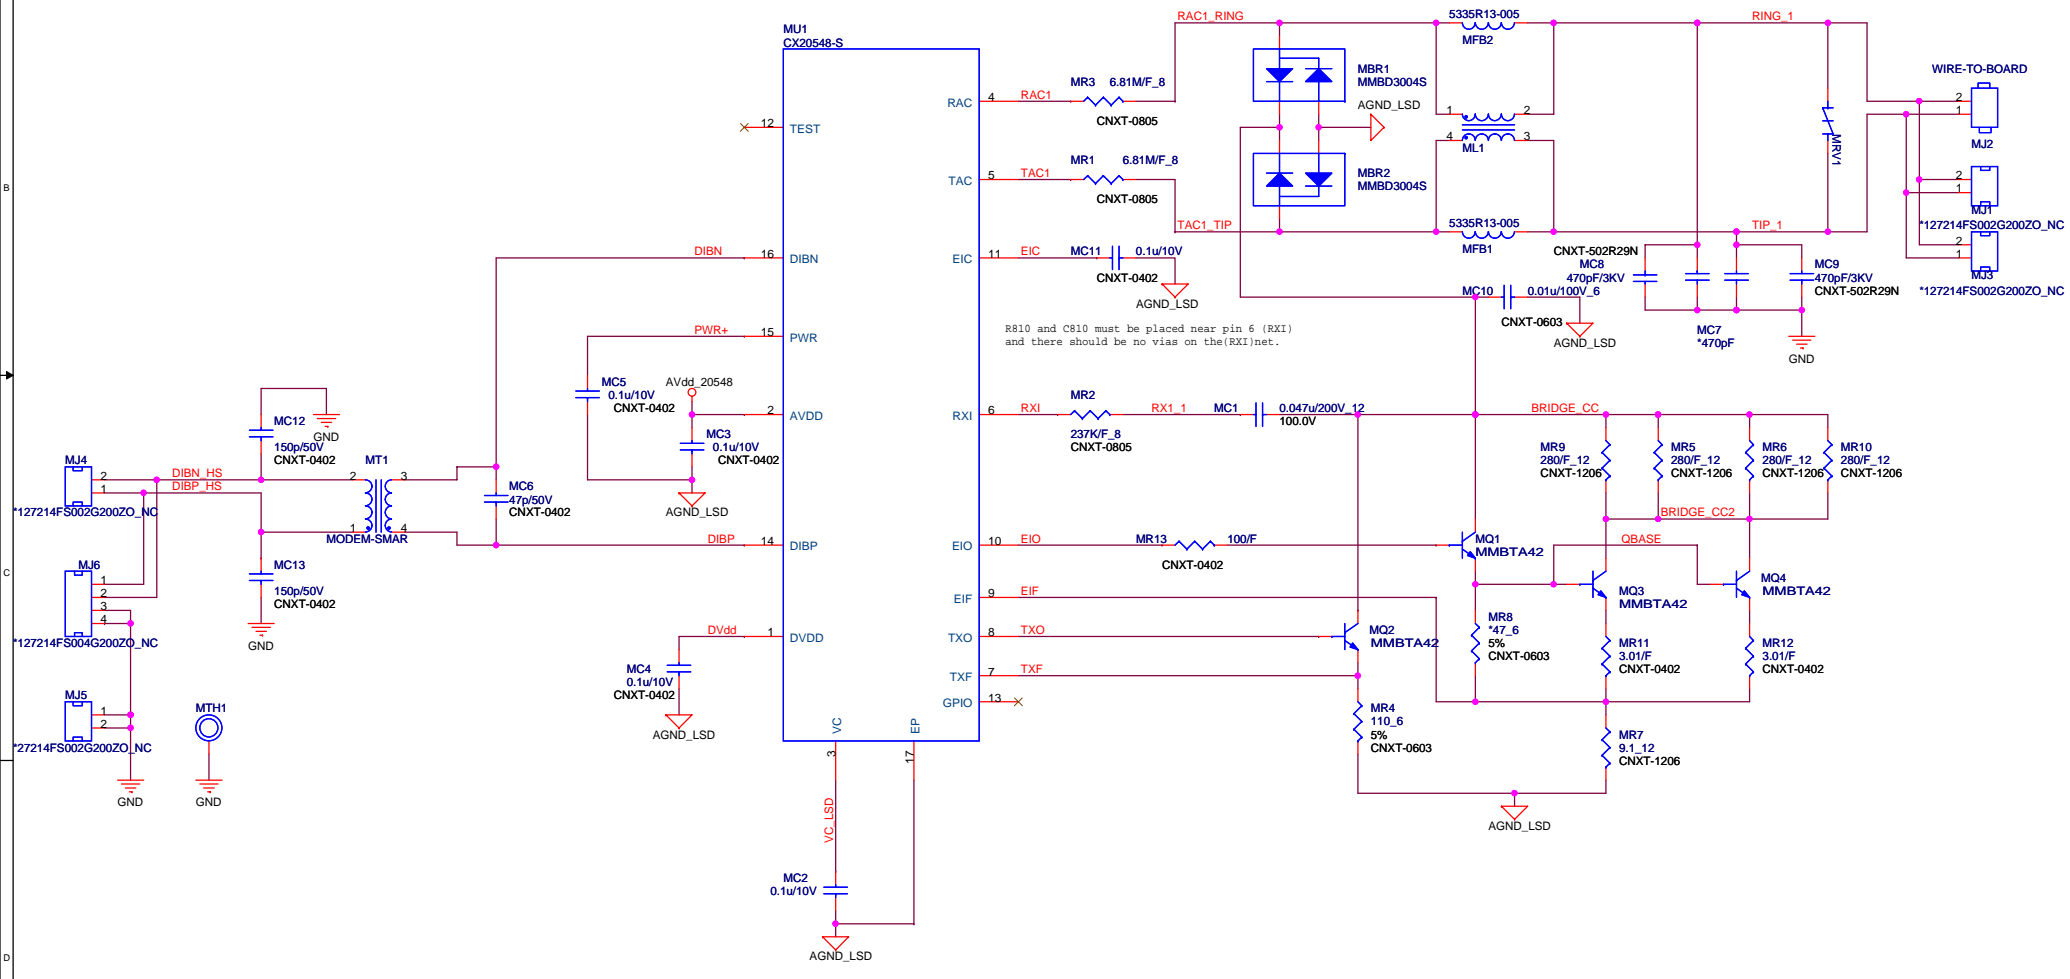 MU1
CX20548-S
RAC
4
RAC1
MR3
6.81M/F_8
CNXT-0805
RAC1_RING
12
TEST
TAC
5
TAC1
MR1
6.81M/F_8
CNXT-0805
TAC1_TIP
MBR1
MMBD3004S
AGND_LSD
MBR2
MMBD3004S
5335R13-005
MFB2
1
2
4
3
ML1
5335R13-005
MFB1
RING_1
TIP_1
MRV1
WIRE-TO-BOARD
2
1
MJ2
2
1
MJ1
*127214FS002G200ZO_NC
2
1
MJ3
*127214FS002G200ZO_NC
B
DIBN
16
DIBN
EIC
11
EIC
MC11
0.1u/10V
CNXT-0402
AGND_LSD
MC10
0.01u/100V_6
CNXT-0603
AGND_LSD
CNXT-502R29N
MC8
470pF/3KV
MC7
*470pF
MC9
470pF/3KV
CNXT-502R29N
GND
R810 and C810 must be placed near pin 6 (RXI)
and there should be no vias on the(RXI)net.
PWR+
15
PWR
MC5
0.1u/10V
CNXT-0402
AVdd_20548
2
AVDD
MC3
0.1u/10V
CNXT-0402
AGND_LSD
RXI
6
RXI
MR2
237K/F_8
CNXT-0805
RX1_1
MC1
0.047u/200V_12
100.0V
BRIDGE_CC
MR9
280/F_12
CNXT-1206
MR5
280/F_12
CNXT-1206
MR6
280/F_12
CNXT-1206
MR10
280/F_12
CNXT-1206
BRIDGE_CC2
MC12
150p/50V
CNXT-0402
GND
MJ4
2
1
DIBN_HS
DIBP_HS
*127214FS002G200ZO_NC
MT1
2
3
1
4
MODEM-SMAR
MC6
47p/50V
CNXT-0402
DIBP
14
DIBP
EIO
10
EIO
MR13
100/F
CNXT-0402
MQ1
MMBTA42
QBASE
MQ3
MMBTA42
MQ4
MMBTA42
C
MJ6
1
2
3
4
*127214FS004G200ZO_NC
MC13
150p/50V
CNXT-0402
GND
EIF
9
EIF
DVdd
1
DVDD
MC4
0.1u/10V
CNXT-0402
AGND_LSD
TXO
8
TXO
MQ2
MMBTA42
MR8
*47_6
5%
CNXT-0603
MR11
3.01/F
CNXT-0402
MR12
3.01/F
CNXT-0402
TXF
7
TXF
GPIO
13
MR4
110_6
5%
CNXT-0603
MR7
9.1_12
CNXT-1206
AGND_LSD
MJ5
1
2
*27214FS002G200ZO_NC
GND
MTH1
GND
VC
3
EP
17
VC_LSD
MC2
0.1u/10V
AGND_LSD
D